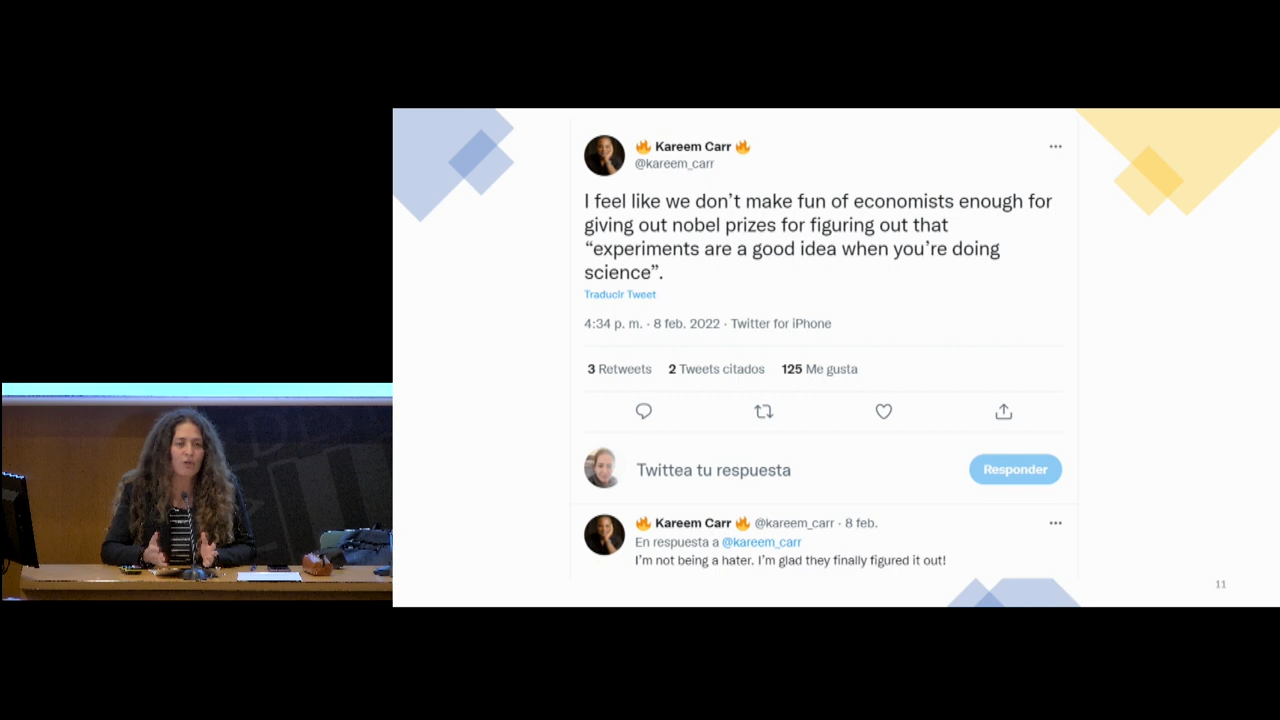 🔥 Kareem Carr 🔥
@kareem_carr
I feel like we don't make fun of economists enough for
giving out nobel prizes for figuring out that
“experiments are a good idea when you're doing
science”.
Traducir Tweet
4:34 p. m. · 8 feb. 2022 · Twitter for iPhone
3 Retweets 2 Tweets citados 125 Me gusta
Twittea tu respuesta
Responder
🔥 Kareem Carr 🔥 @kareem_carr · 8 feb.
En respuesta a @kareem_carr
I'm not being a hater. I'm glad they finally figured it out!
11